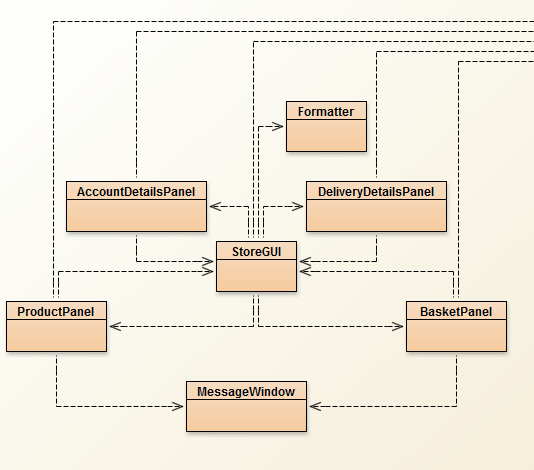 Formatter
AccountDetailsPanel
DeliveryDetailsPanel
StoreGUI
ProductPanel
BasketPanel
MessageWindow